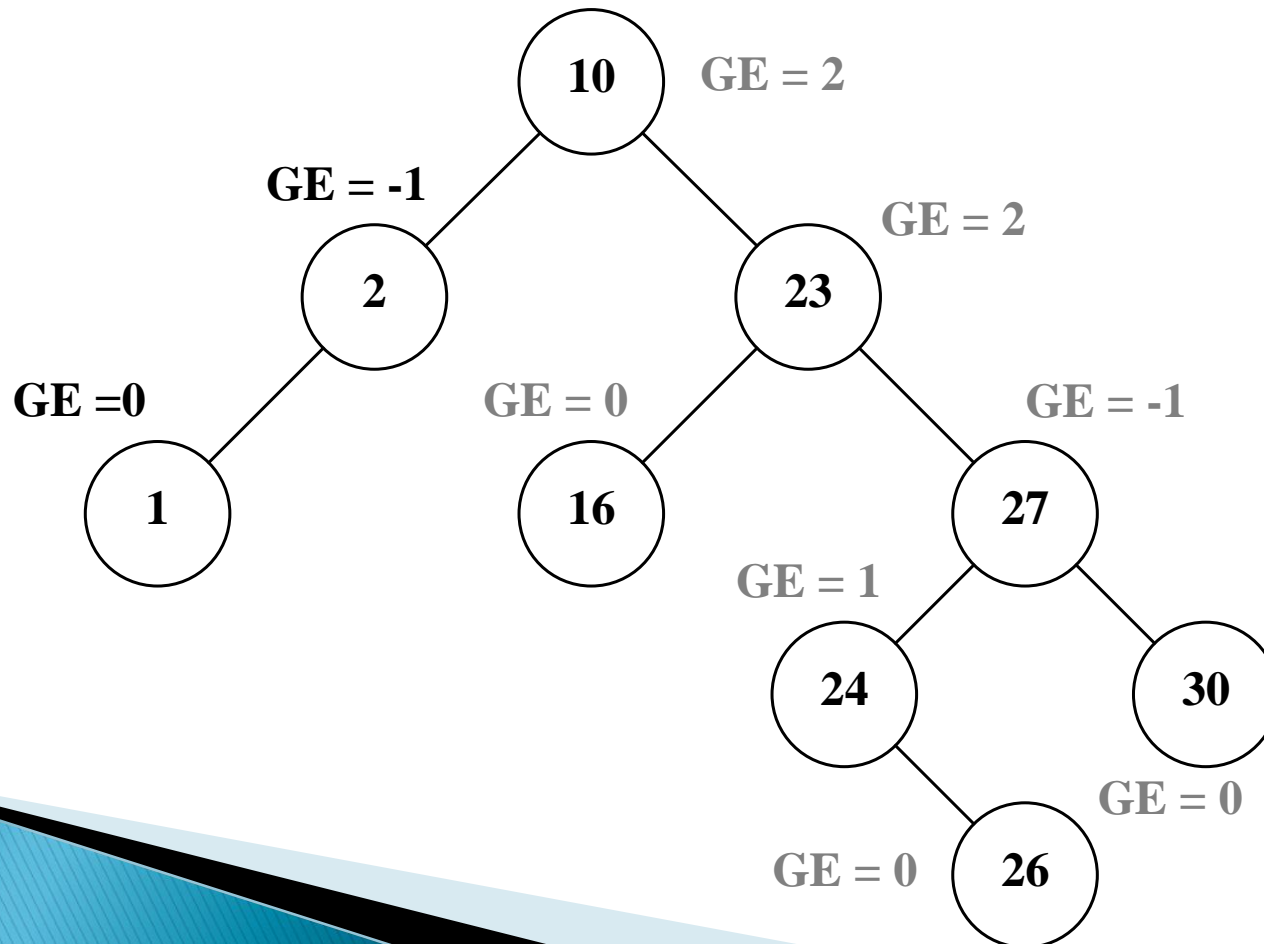 10
GE = 2
GE = -1
GE = 2
2
23
GE =0
GE = 0
GE = -1
1
16
27
GE = 1
24
30
GE = 0
GE = 0
26